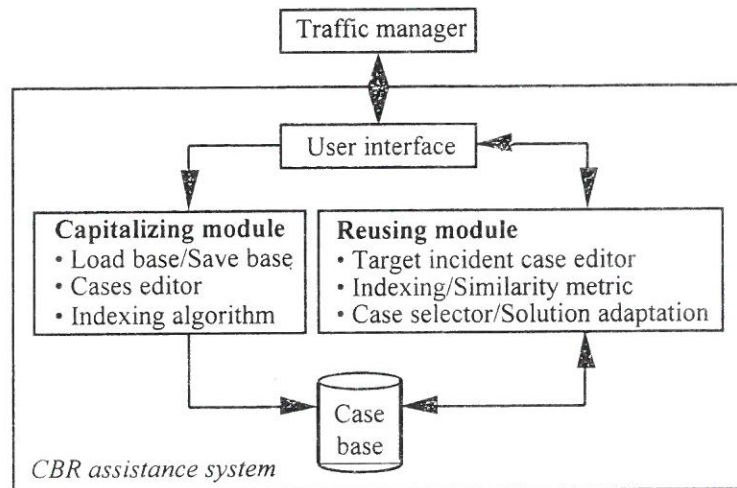 Traffic manager
User interface
Capitalizing module
• Load base/Save base
• Cases editor
• Indexing algorithm
Reusing module
• Target incident case editor
• Indexing/Similarity metric
• Case selector/Solution adaptation
Case
base
CBR assistance system